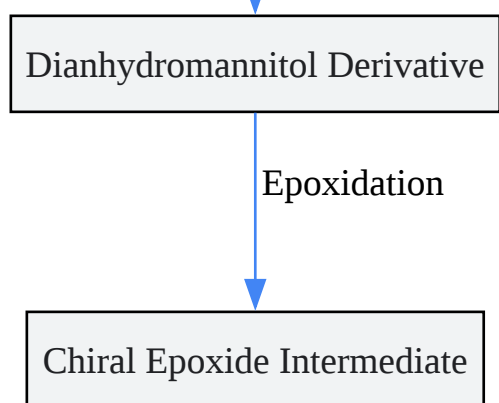 Dianhydromannitol Derivative
Epoxidation
Chiral Epoxide Intermediate